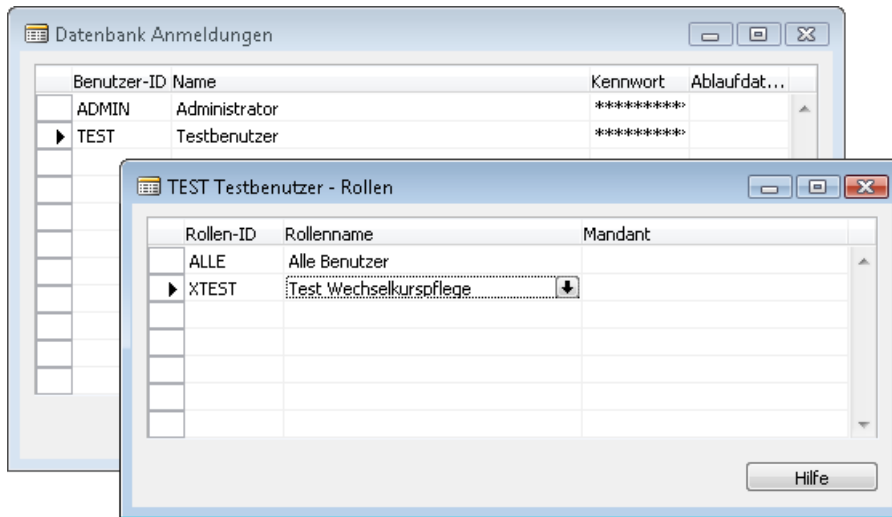 Datenbank Anmeldungen
Benutzer-ID Name Kennwort Ablaufdat...
ADMIN Administrator **********
TEST Testbenutzer **********
TEST Testbenutzer - Rollen
Rollen-ID Rollenname Mandant
ALLE Alle Benutzer
XTEST Test Wechselkurspflege
Hilfe